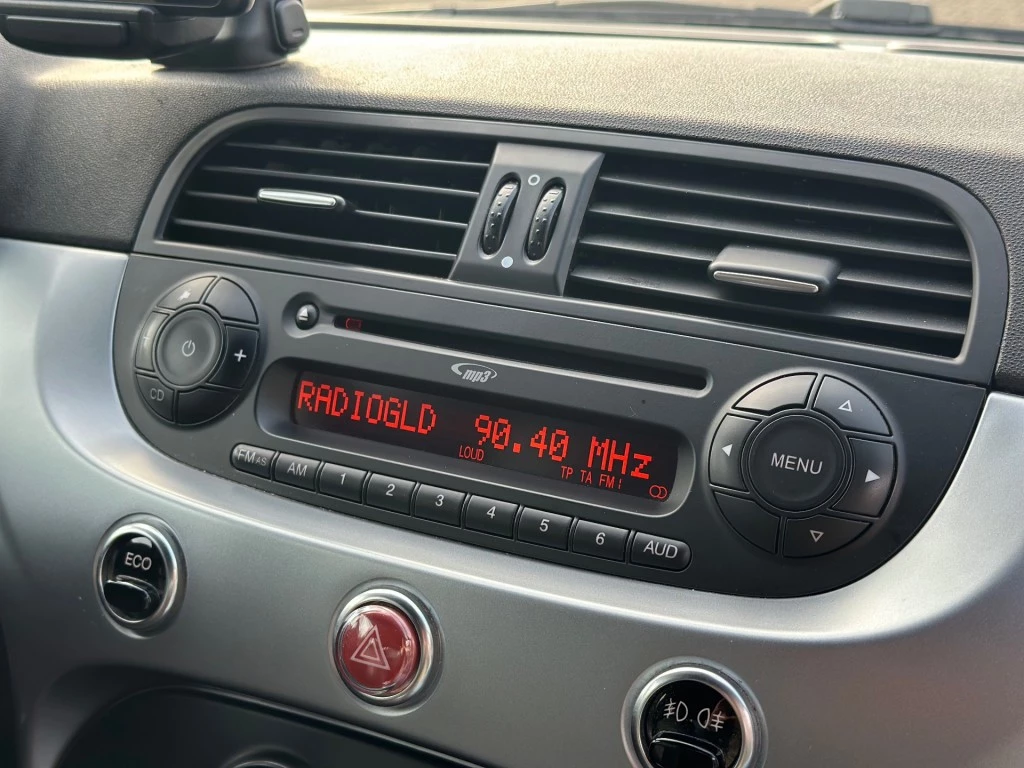 mp3
RADIOGLD 90.40 MHz
LOUD TP TA FM1
CD
FM AS AM 1 2 3 4 5 6 AUD
MENU
ECO